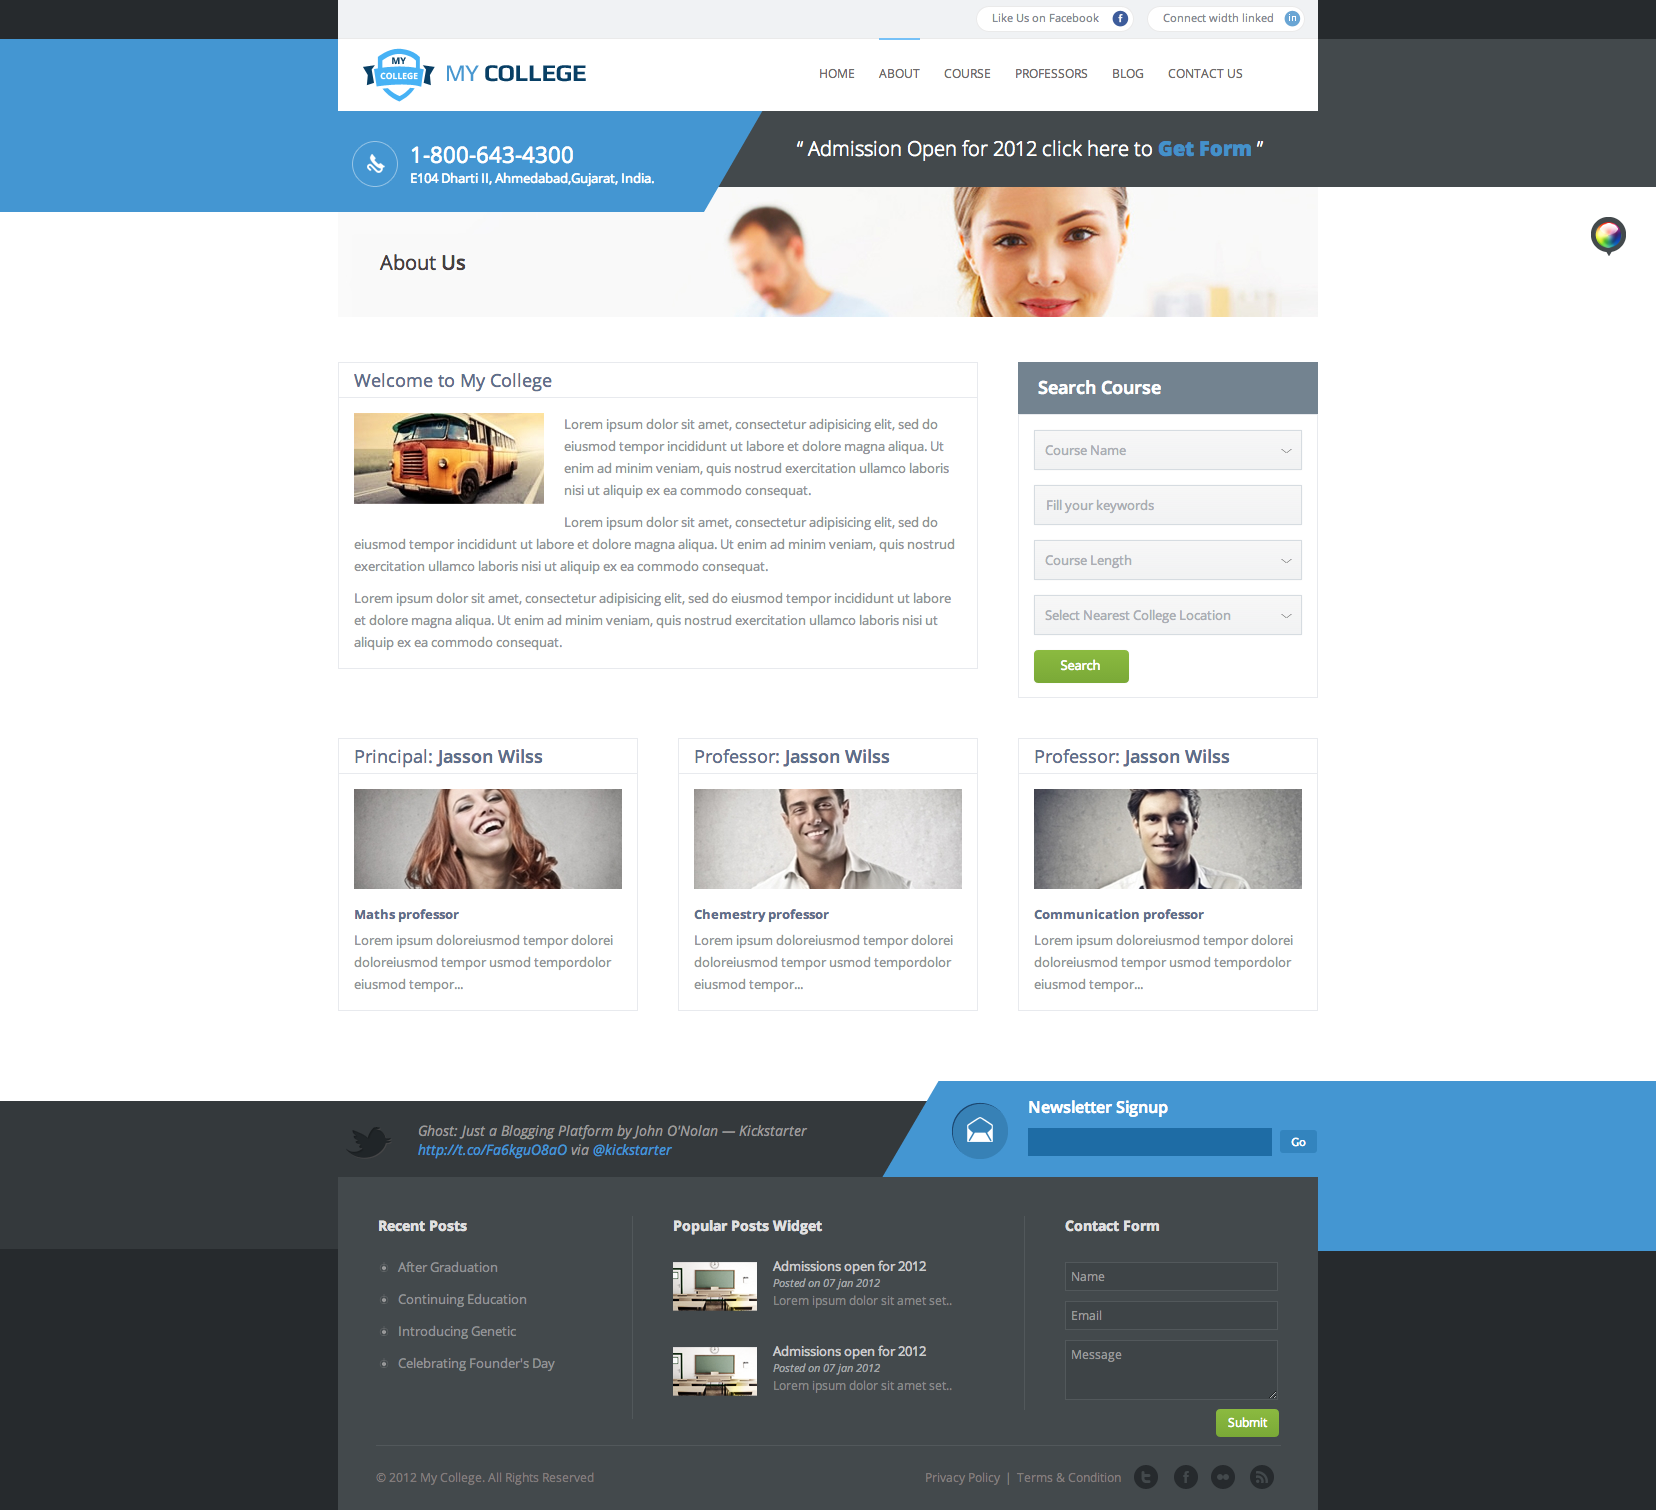 Like Us on Facebook
Connect width linked
MY
COLLEGE
MY COLLEGE
HOME ABOUT COURSE PROFESSORS BLOG CONTACT US
1-800-643-4300
E104 Dharti II, Ahmedabad,Gujarat, India.
“ Admission Open for 2012 click here to Get Form ”
About Us
Welcome to My College
Lorem ipsum dolor sit amet, consectetur adipisicing elit, sed do
eiusmod tempor incididunt ut labore et dolore magna aliqua. Ut
enim ad minim veniam, quis nostrud exercitation ullamco laboris
nisi ut aliquip ex ea commodo consequat.
Lorem ipsum dolor sit amet, consectetur adipisicing elit, sed do
eiusmod tempor incididunt ut labore et dolore magna aliqua. Ut enim ad minim veniam, quis nostrud
exercitation ullamco laboris nisi ut aliquip ex ea commodo consequat.
Lorem ipsum dolor sit amet, consectetur adipisicing elit, sed do eiusmod tempor incididunt ut labore
et dolore magna aliqua. Ut enim ad minim veniam, quis nostrud exercitation ullamco laboris nisi ut
aliquip ex ea commodo consequat.
Search Course
Course Name
Fill your keywords
Course Length
Select Nearest College Location
Search
Principal: Jasson Wilss
Maths professor
Lorem ipsum doloreiusmod tempor dolorei
doloreiusmod tempor usmod tempordolor
eiusmod tempor...
Professor: Jasson Wilss
Chemestry professor
Lorem ipsum doloreiusmod tempor dolorei
doloreiusmod tempor usmod tempordolor
eiusmod tempor...
Professor: Jasson Wilss
Communication professor
Lorem ipsum doloreiusmod tempor dolorei
doloreiusmod tempor usmod tempordolor
eiusmod tempor...
Ghost: Just a Blogging Platform by John O'Nolan — Kickstarter
http://t.co/Fa6kguO8aO via @kickstarter
Newsletter Signup
Go
Recent Posts
After Graduation
Continuing Education
Introducing Genetic
Celebrating Founder's Day
Popular Posts Widget
Admissions open for 2012
Posted on 07 jan 2012
Lorem ipsum dolor sit amet set..
Admissions open for 2012
Posted on 07 jan 2012
Lorem ipsum dolor sit amet set..
Contact Form
Name
Email
Message
Submit
© 2012 My College. All Rights Reserved
Privacy Policy | Terms & Condition